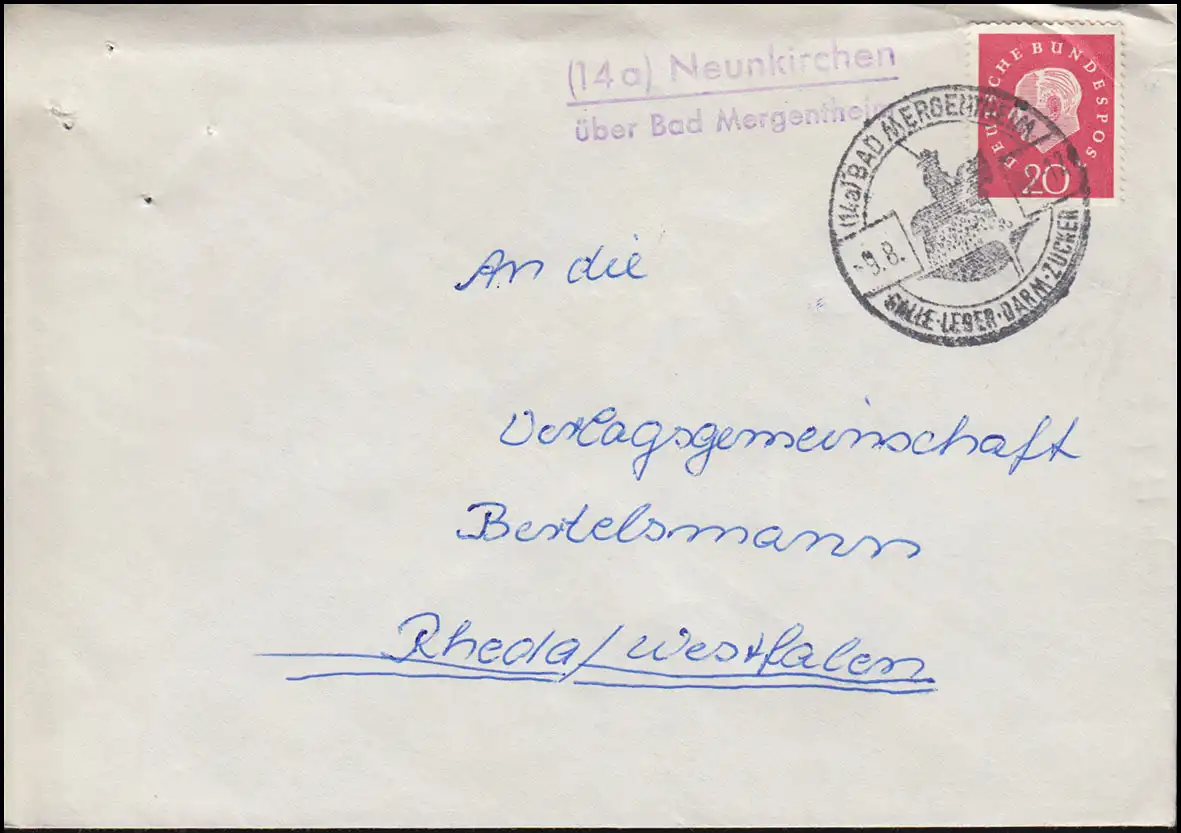 (14a) Neunkirchen
über Bad Mergentheim
DEUTSCHE BUNDESPOST
20
(14a) BAD MERGENTHEIM
-9.8.
GALLE·LEBER·DARM·ZUCKER
An die
Verlagsgemeinschaft
Bertelsmann
Rheda/Westfalen